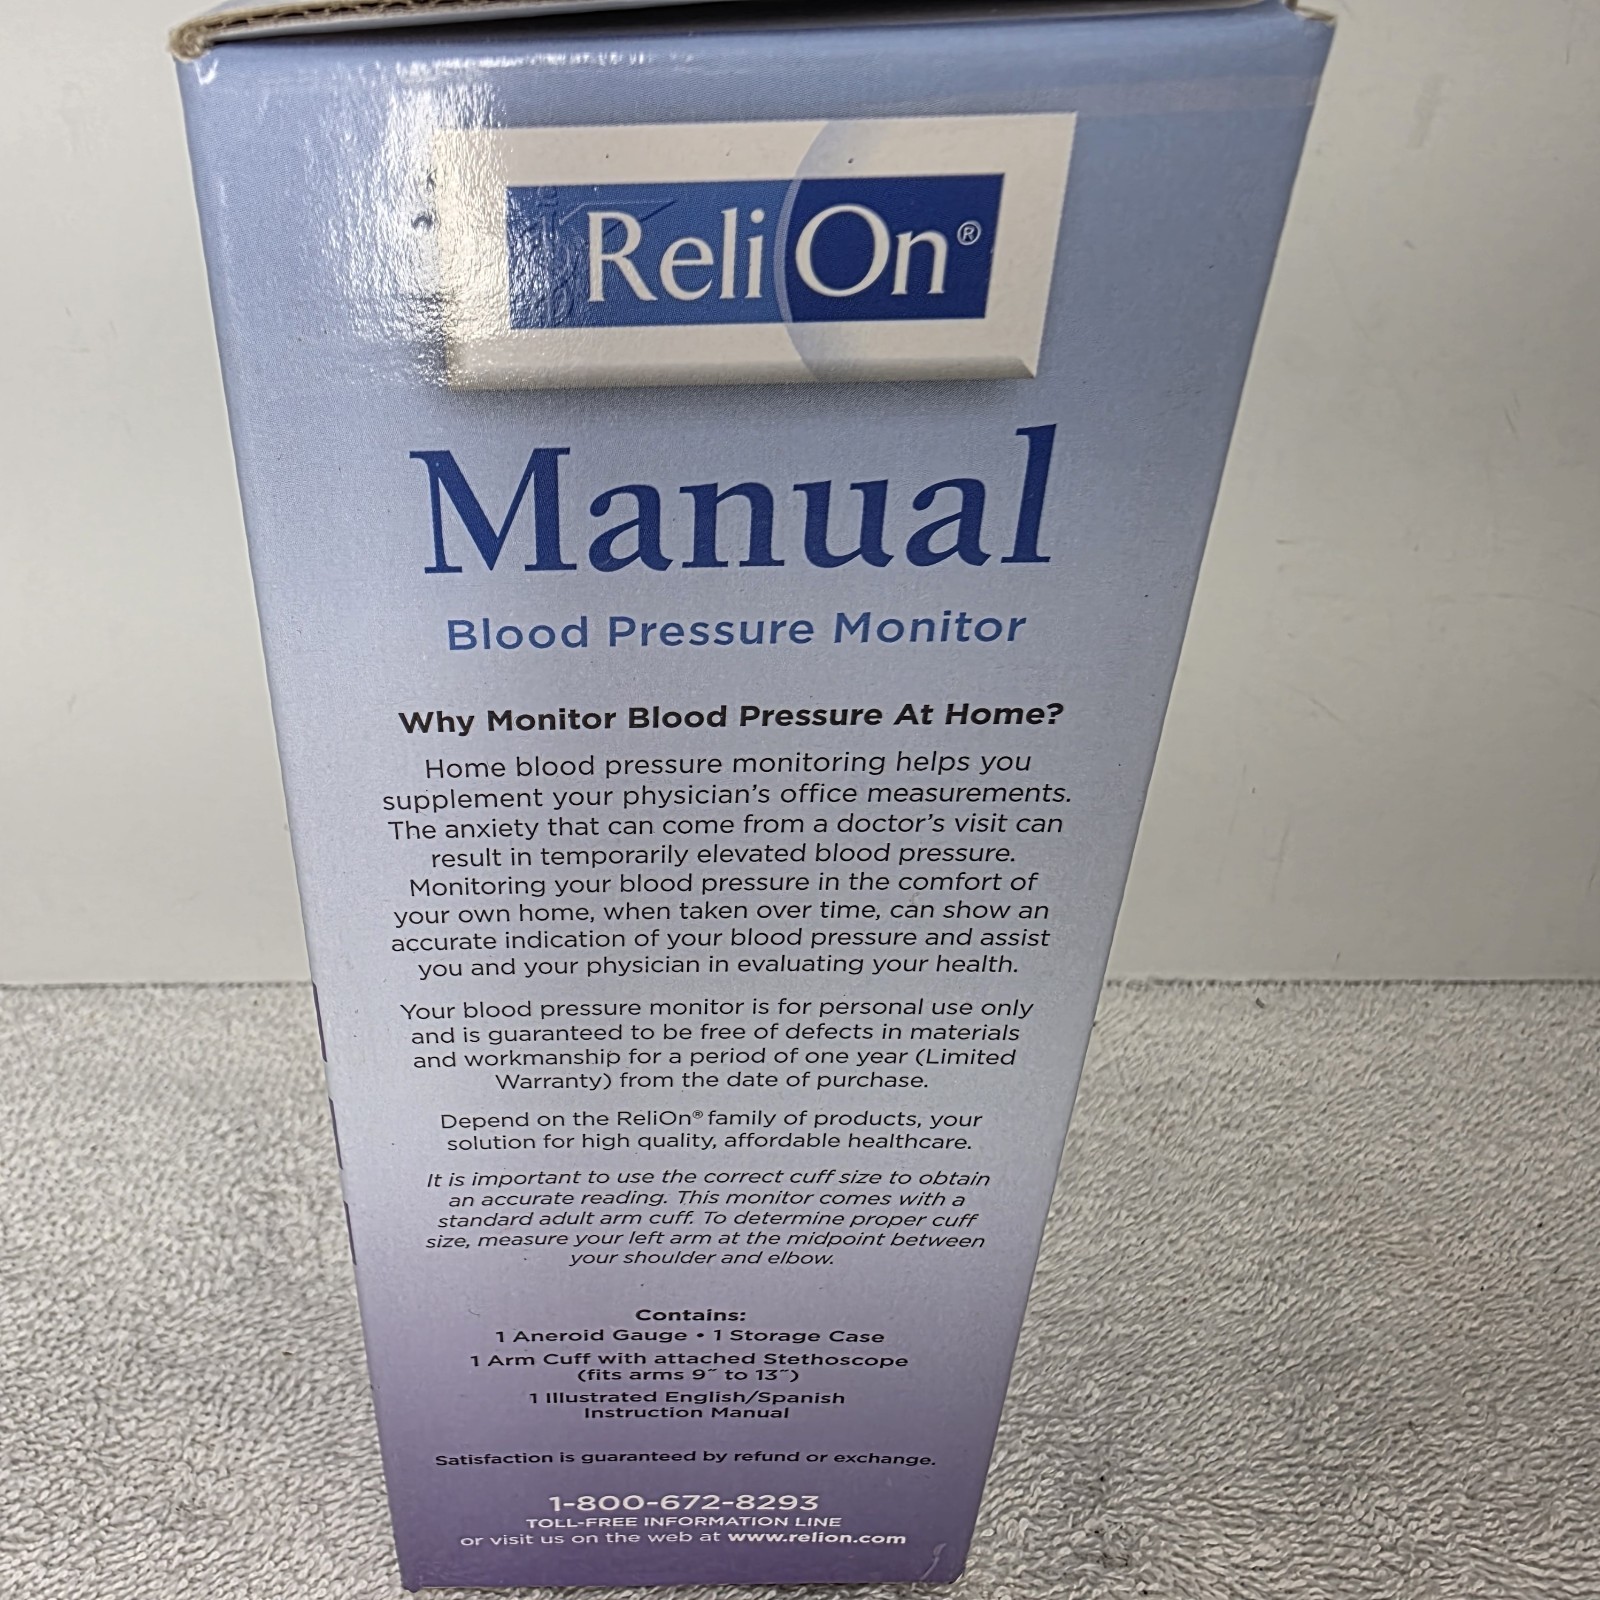 ReliOn®
Manual
Blood Pressure Monitor
Why Monitor Blood Pressure At Home?
Home blood pressure monitoring helps you
supplement your physician's office measurements.
The anxiety that can come from a doctor's visit can
result in temporarily elevated blood pressure.
Monitoring your blood pressure in the comfort of
your own home, when taken over time, can show an
accurate indication of your blood pressure and assist
you and your physician in evaluating your health.
Your blood pressure monitor is for personal use only
and is guaranteed to be free of defects in materials
and workmanship for a period of one year (Limited
Warranty) from the date of purchase.
Depend on the ReliOn® family of products, your
solution for high quality, affordable healthcare.
It is important to use the correct cuff size to obtain
an accurate reading. This monitor comes with a
standard adult arm cuff. To determine proper cuff
size, measure your left arm at the midpoint between
your shoulder and elbow.
Contains:
1 Aneroid Gauge • 1 Storage Case
1 Arm Cuff with attached Stethoscope
(fits arms 9˝ to 13˝)
1 Illustrated English/Spanish
Instruction Manual
Satisfaction is guaranteed by refund or exchange.
1-800-672-8293
TOLL-FREE INFORMATION LINE
or visit us on the web at www.relion.com